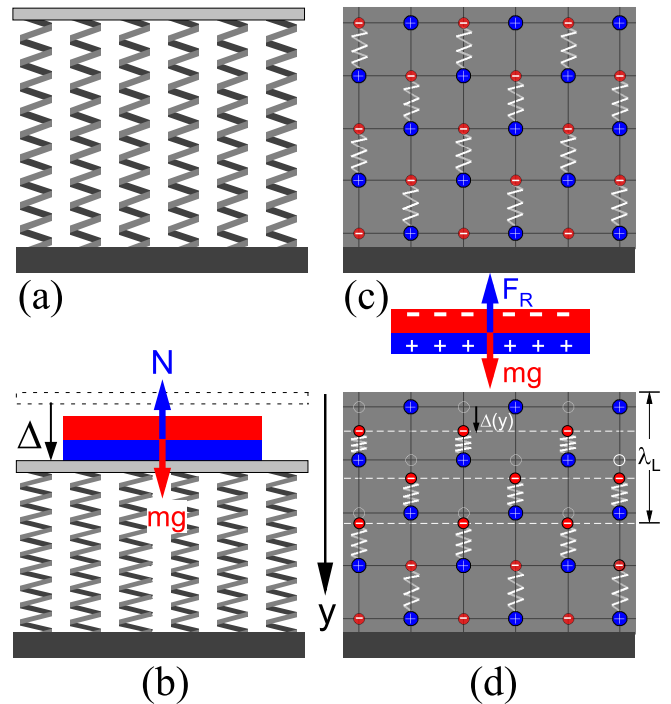 (a)
(c)
F_R
− − − − − −
+ + + + + +
mg
N
Δ
mg
Δ(y)
λ_L
y
(b)
(d)